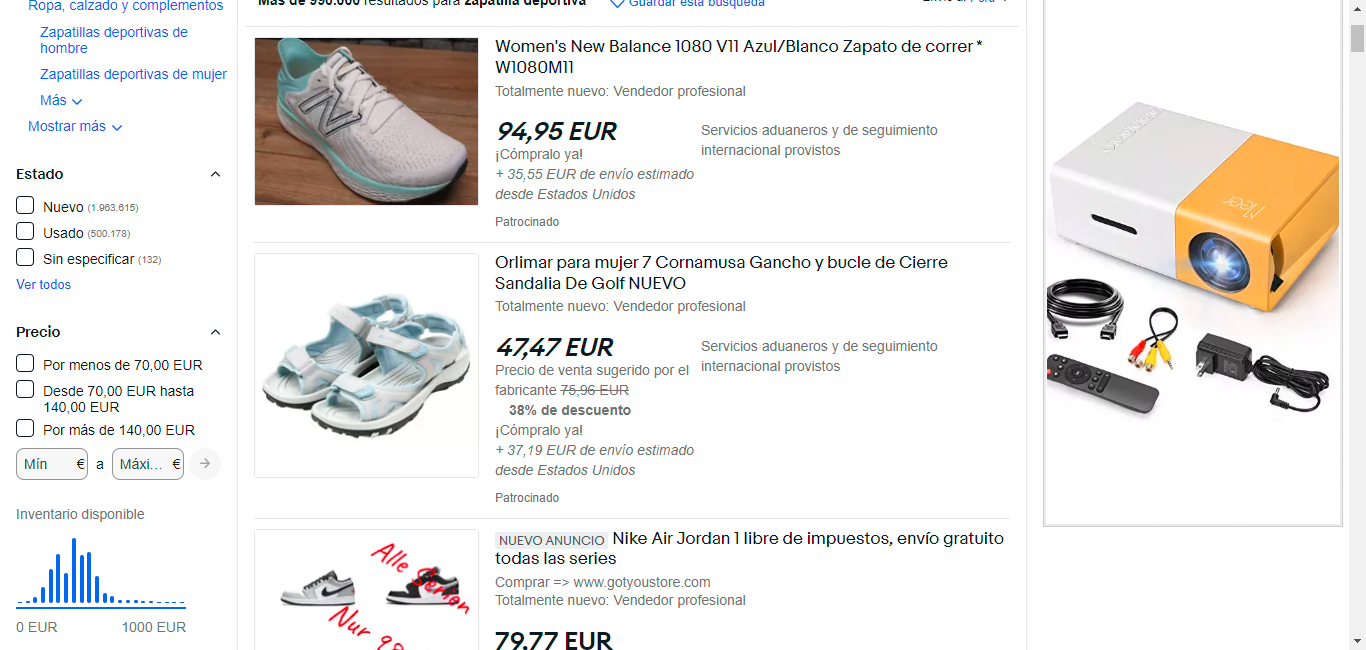 Ropa, calzado y complementos
Zapatillas deportivas de
hombre
Zapatillas deportivas de mujer
Más
Mostrar más
Estado
Nuevo (1.963.615)
Usado (500.178)
Sin especificar (132)
Ver todos
Precio
Por menos de 70,00 EUR
Desde 70,00 EUR hasta
140,00 EUR
Por más de 140,00 EUR
Mín € a Máxi... €
Inventario disponible
0 EUR 1000 EUR
Más de 990.000 resultados para zapatilla deportiva
Guardar esta búsqueda
Women's New Balance 1080 V11 Azul/Blanco Zapato de correr *
W1080M11
Totalmente nuevo: Vendedor profesional
94,95 EUR
¡Cómpralo ya!
+ 35,55 EUR de envío estimado
desde Estados Unidos
Servicios aduaneros y de seguimiento
internacional provistos
Patrocinado
Orlimar para mujer 7 Cornamusa Gancho y bucle de Cierre
Sandalia De Golf NUEVO
Totalmente nuevo: Vendedor profesional
47,47 EUR
Precio de venta sugerido por el
fabricante 75,96 EUR
38% de descuento
¡Cómpralo ya!
+ 37,19 EUR de envío estimado
desde Estados Unidos
Servicios aduaneros y de seguimiento
internacional provistos
Patrocinado
Alle Serien
Nur
NUEVO ANUNCIO Nike Air Jordan 1 libre de impuestos, envío gratuito
todas las series
Comprar => www.gotyoustore.com
Totalmente nuevo: Vendedor profesional
79,77 EUR